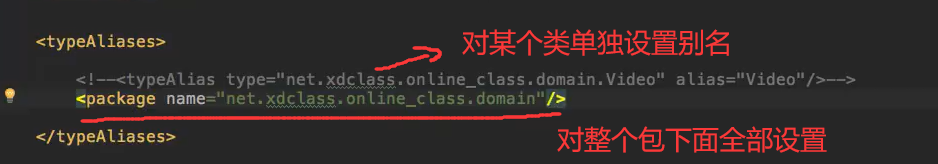 <typeAliases>
对某个类单独设置别名
<!--<typeAlias type="net.xdclass.online_class.domain.Video" alias="Video"/>-->
<package name="net.xdclass.online_class.domain"/>
</typeAliases>
对整个包下面全部设置